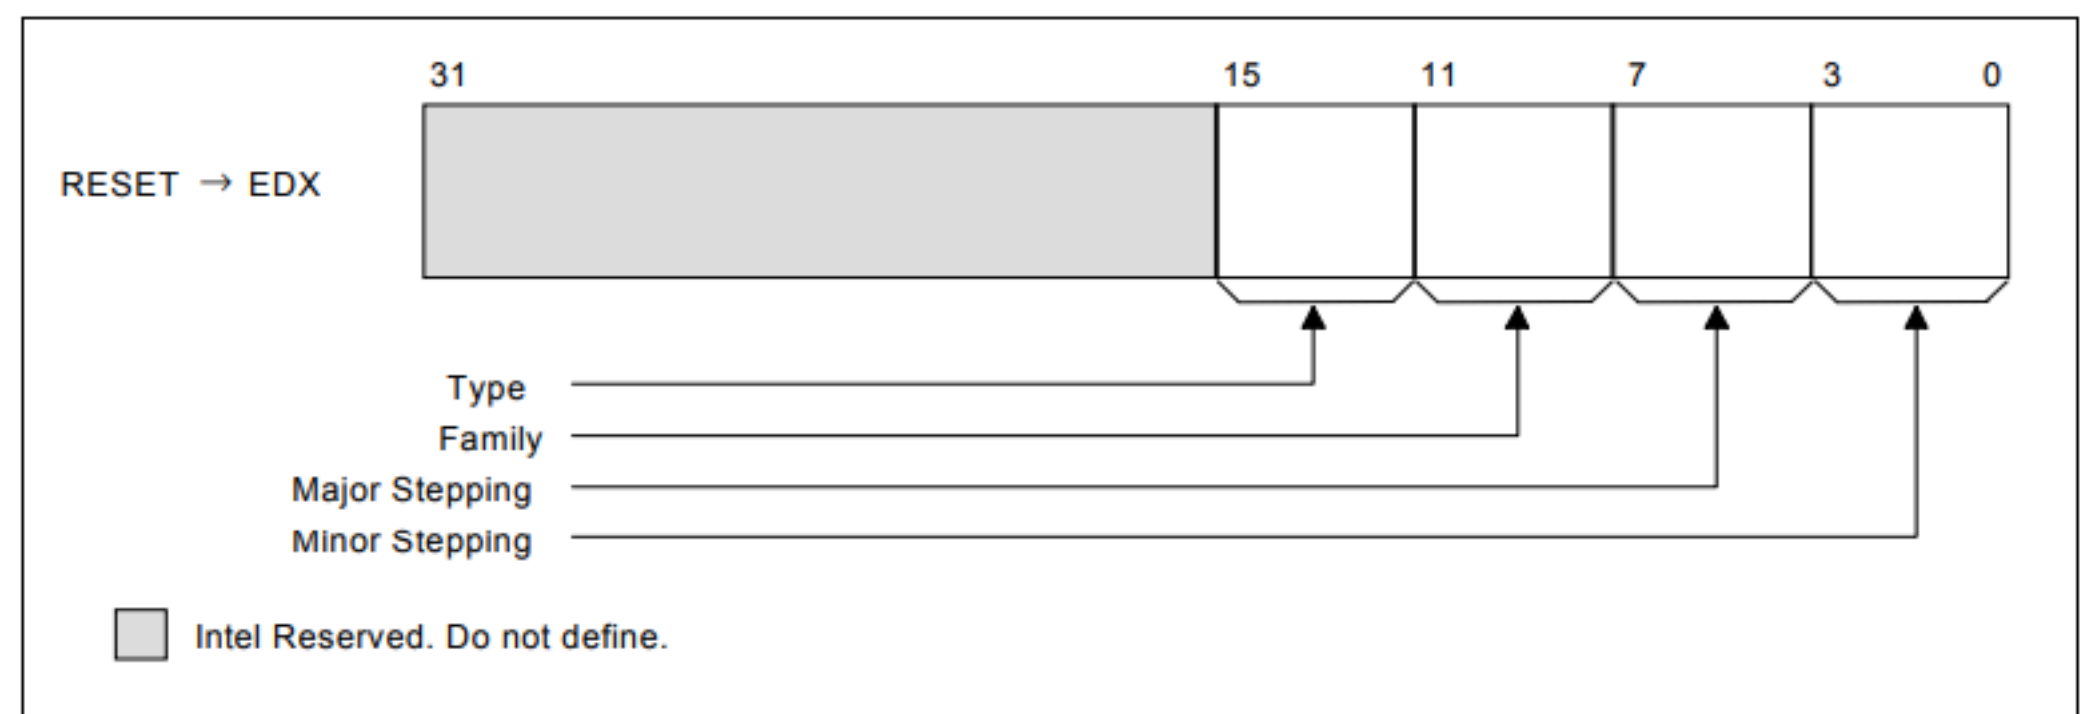 31 15 11 7 3 0
RESET → EDX
Type
Family
Major Stepping
Minor Stepping
Intel Reserved. Do not define.